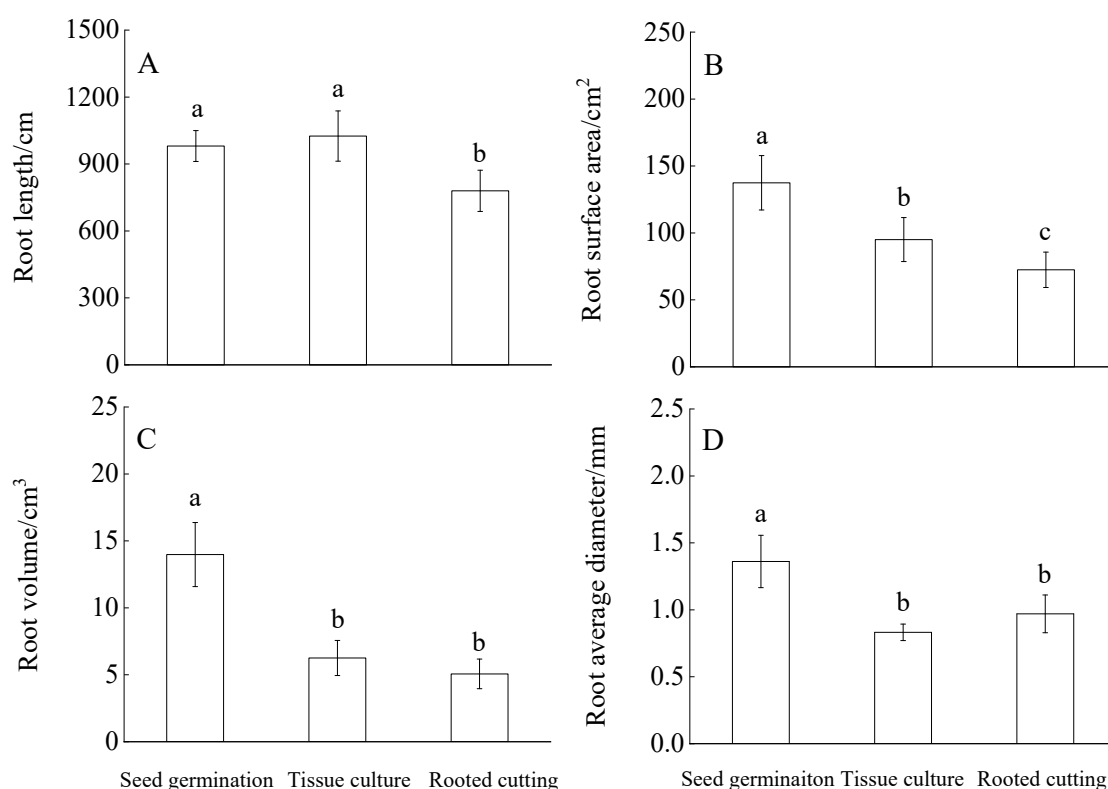 A
Root length/cm
1500
1200
900
600
300
0
a
a
b
B
Root surface area/cm²
250
200
150
100
50
0
a
b
c
C
Root volume/cm³
25
20
15
10
5
0
a
b
b
Seed germination Tissue culture Rooted cutting
D
Root average diameter/mm
2.5
2.0
1.5
1.0
0.5
0.0
a
b
b
Seed germinaiton Tissue culture Rooted cutting